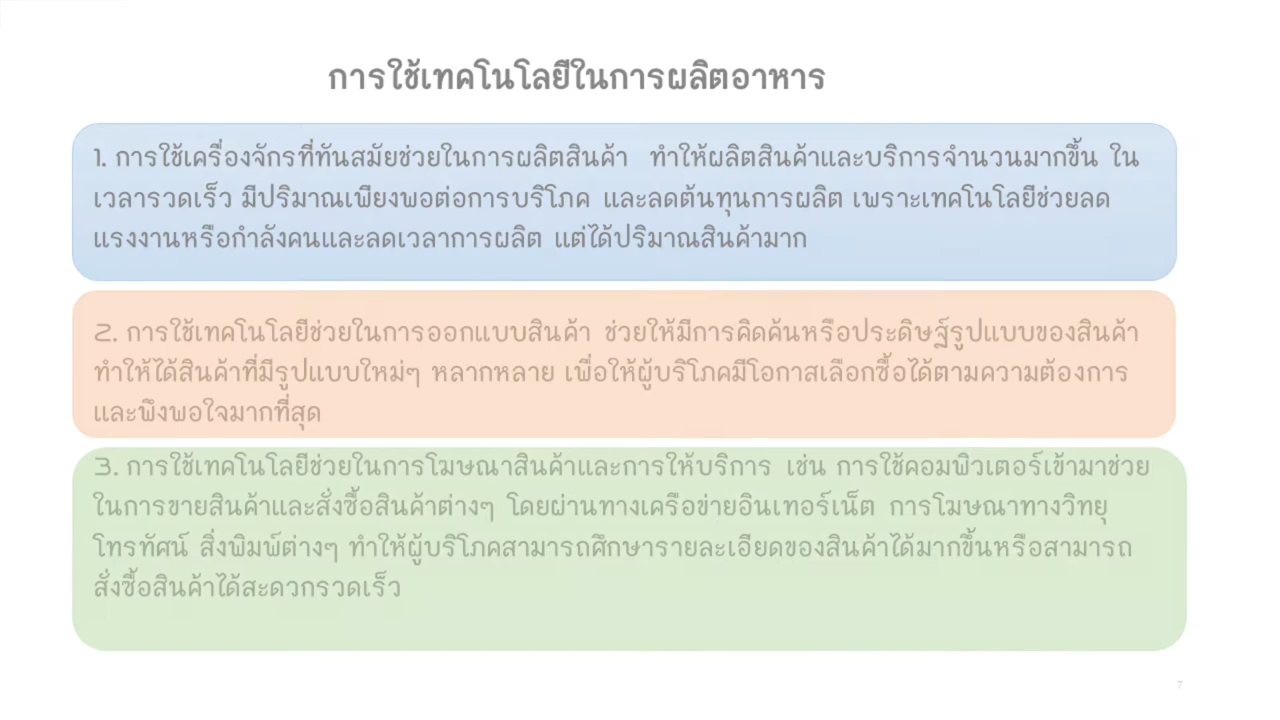 การใช้เทคโนโลยีในการผลิตอาหาร
1. การใช้เครื่องจักรที่ทันสมัยช่วยในการผลิตสินค้า ทำให้ผลิตสินค้าและบริการจำนวนมากขึ้น ใน
เวลารวดเร็ว มีปริมาณเพียงพอต่อการบริโภค และลดต้นทุนการผลิต เพราะเทคโนโลยีช่วยลด
แรงงานหรือกำลังคนและลดเวลาการผลิต แต่ได้ปริมาณสินค้ามาก
2. การใช้เทคโนโลยีช่วยในการออกแบบสินค้า ช่วยให้มีการคิดค้นหรือประดิษฐ์รูปแบบของสินค้า
ทำให้ได้สินค้าที่มีรูปแบบใหม่ๆ หลากหลาย เพื่อให้ผู้บริโภคมีโอกาสเลือกซื้อได้ตามความต้องการ
และพึงพอใจมากที่สุด
3. การใช้เทคโนโลยีช่วยในการโฆษณาสินค้าและการให้บริการ เช่น การใช้คอมพิวเตอร์เข้ามาช่วย
ในการขายสินค้าและสั่งซื้อสินค้าต่างๆ โดยผ่านทางเครือข่ายอินเทอร์เน็ต การโฆษณาทางวิทยุ
โทรทัศน์ สิ่งพิมพ์ต่างๆ ทำให้ผู้บริโภคสามารถศึกษารายละเอียดของสินค้าได้มากขึ้นหรือสามารถ
สั่งซื้อสินค้าได้สะดวกรวดเร็ว
7